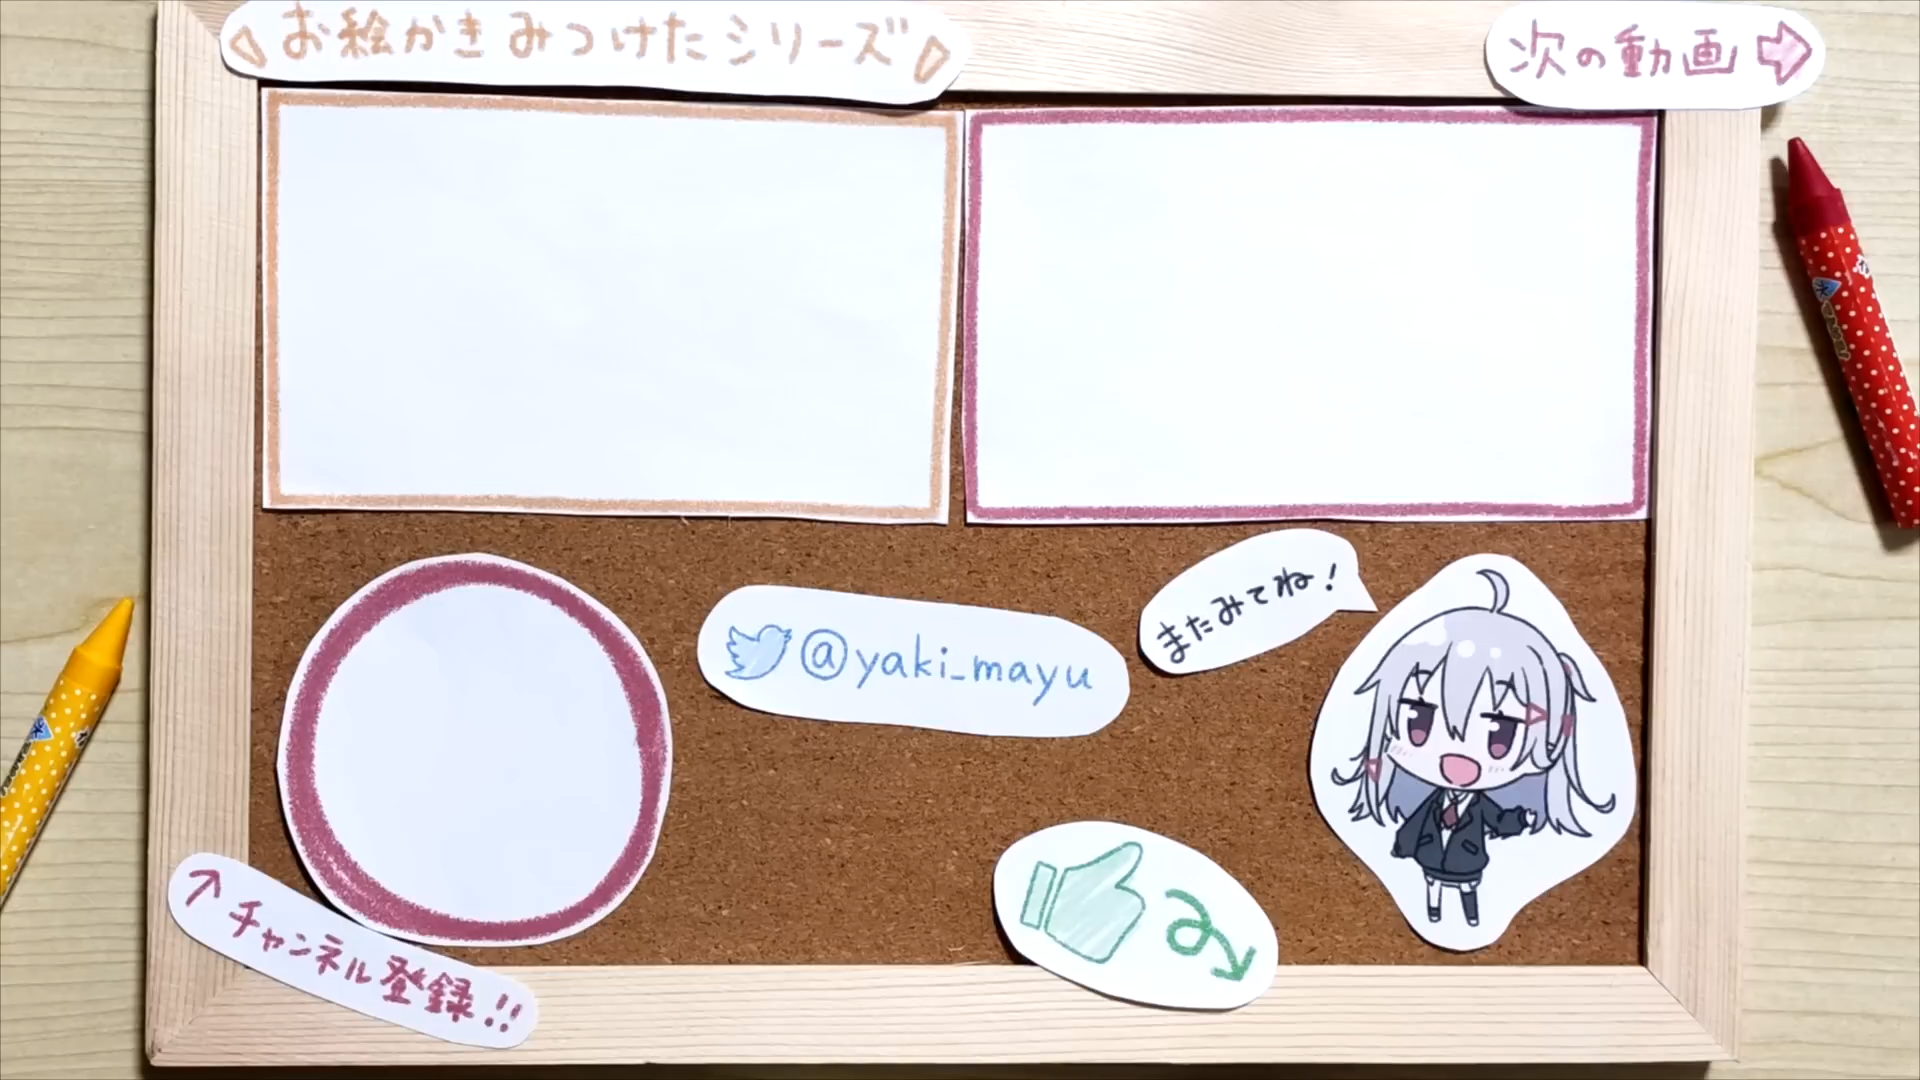 お絵かきみつけたシリーズ
次の動画
またみてね！
@yaki_mayu
チャンネル登録!!